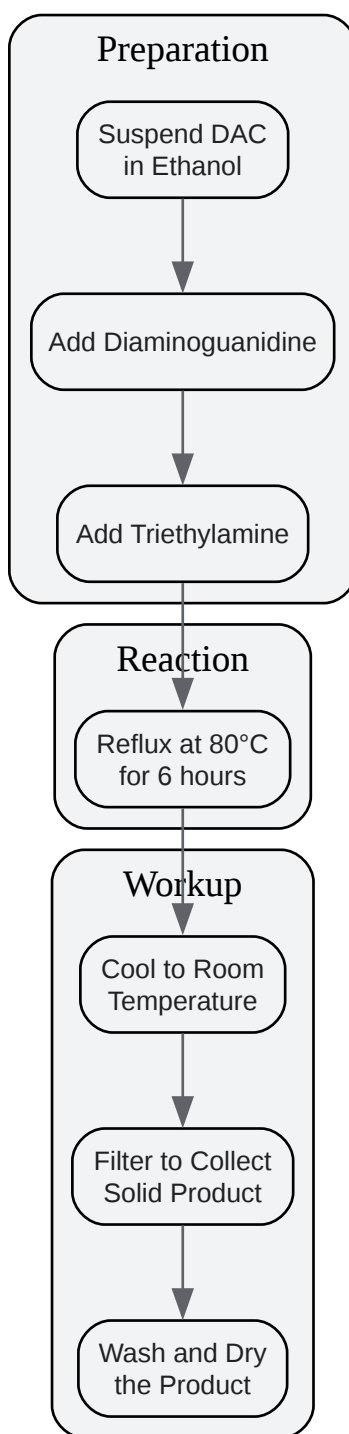 Preparation
Suspend DAC
in Ethanol
Add Diaminoguanidine
Add Triethylamine
Reaction
Reflux at 80°C
for 6 hours
Workup
Cool to Room
Temperature
Filter to Collect
Solid Product
Wash and Dry
the Product